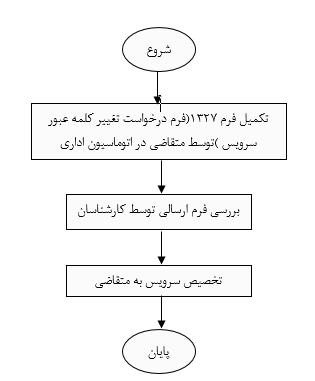 شروع
تکمیل فرم ۱۳۲۷(فرم درخواست تغییر کلمه عبور
سرویس )توسط متقاضی در اتوماسیون اداری
بررسی فرم ارسالی توسط کارشناسان
تخصیص سرویس به متقاضی
پایان